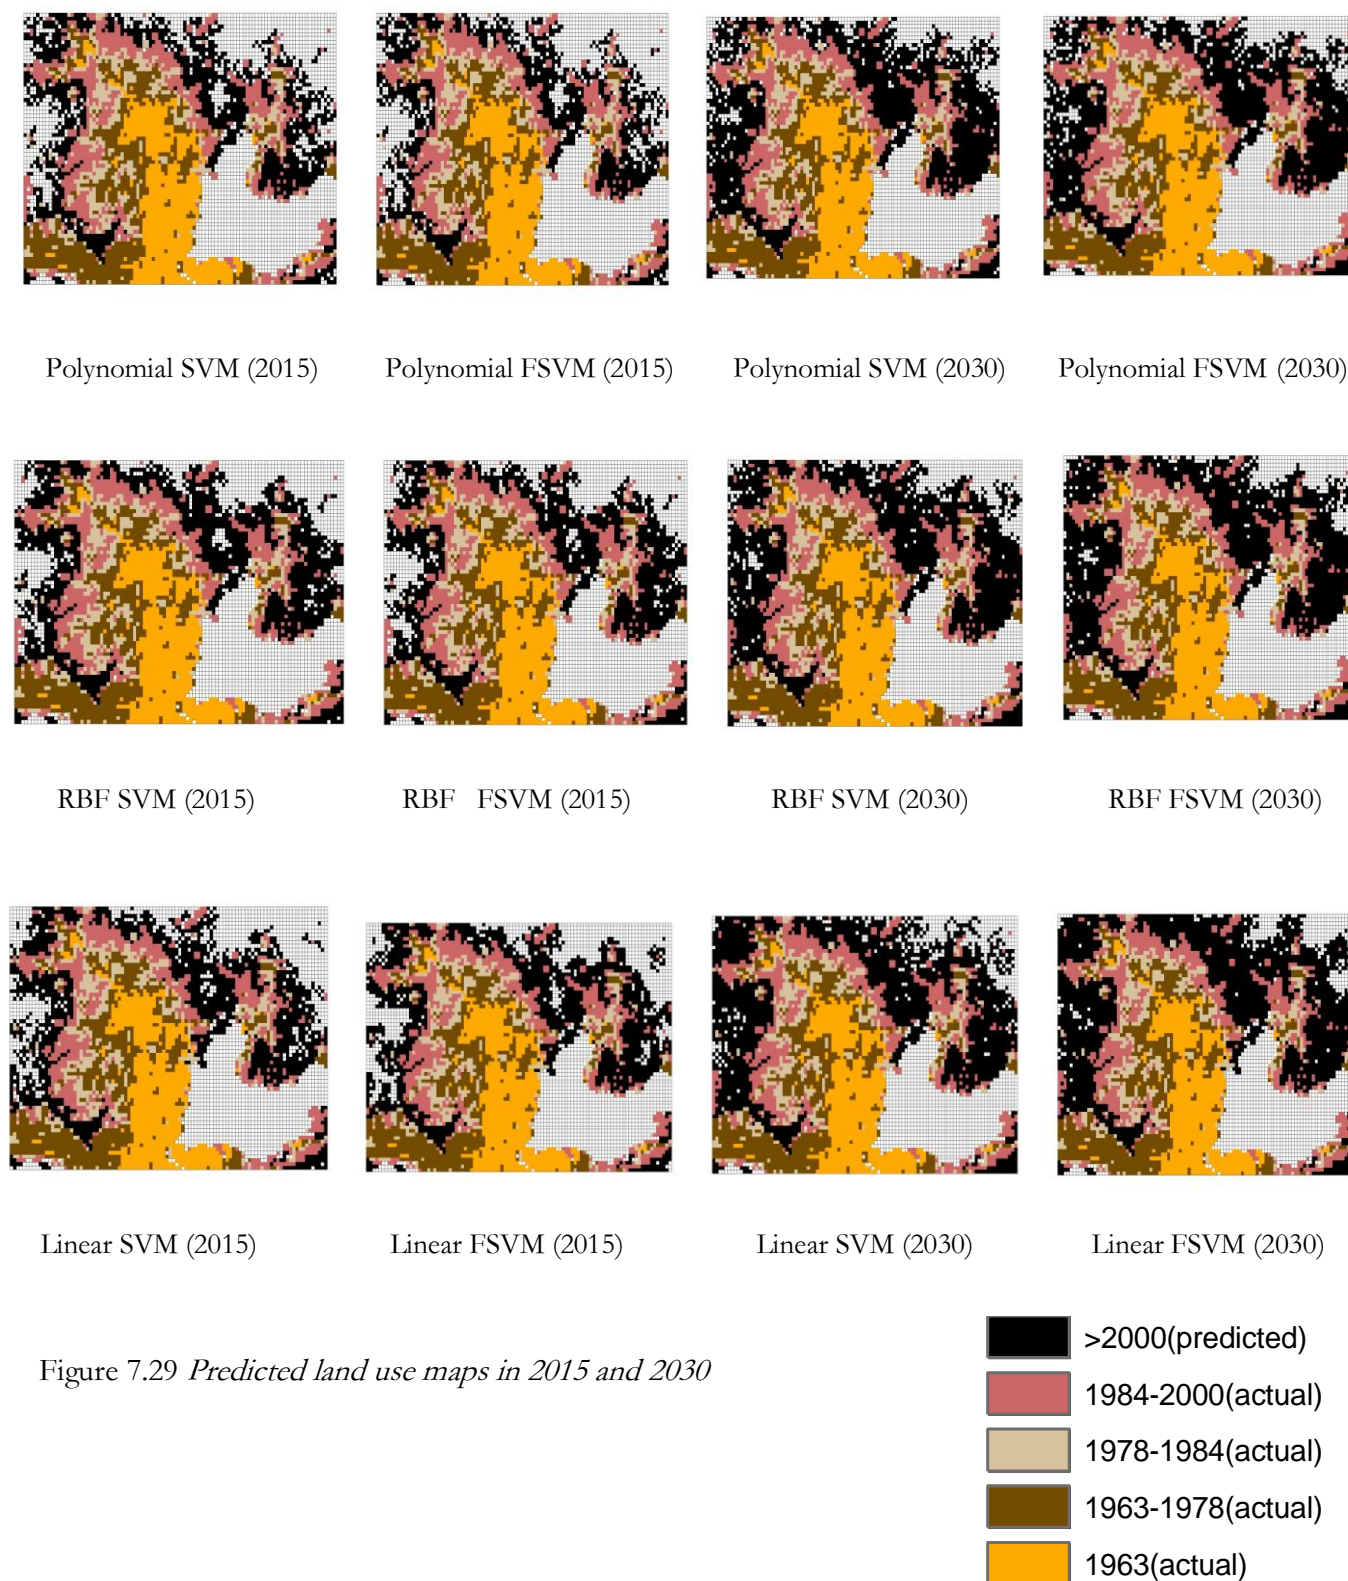 Polynomial SVM (2015) Polynomial FSVM (2015) Polynomial SVM (2030) Polynomial FSVM (2030)
RBF SVM (2015) RBF FSVM (2015) RBF SVM (2030) RBF FSVM (2030)
Linear SVM (2015) Linear FSVM (2015) Linear SVM (2030) Linear FSVM (2030)
Figure 7.29 Predicted land use maps in 2015 and 2030
>2000(predicted)
1984-2000(actual)
1978-1984(actual)
1963-1978(actual)
1963(actual)